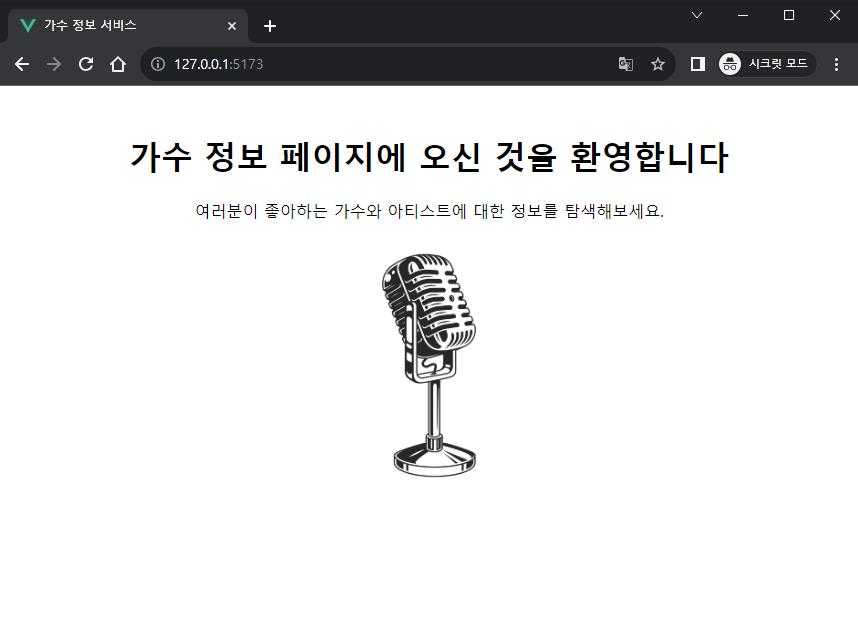 가수 정보 서비스
127.0.0.1:5173
시크릿 모드
가수 정보 페이지에 오신 것을 환영합니다
여러분이 좋아하는 가수와 아티스트에 대한 정보를 탐색해보세요.